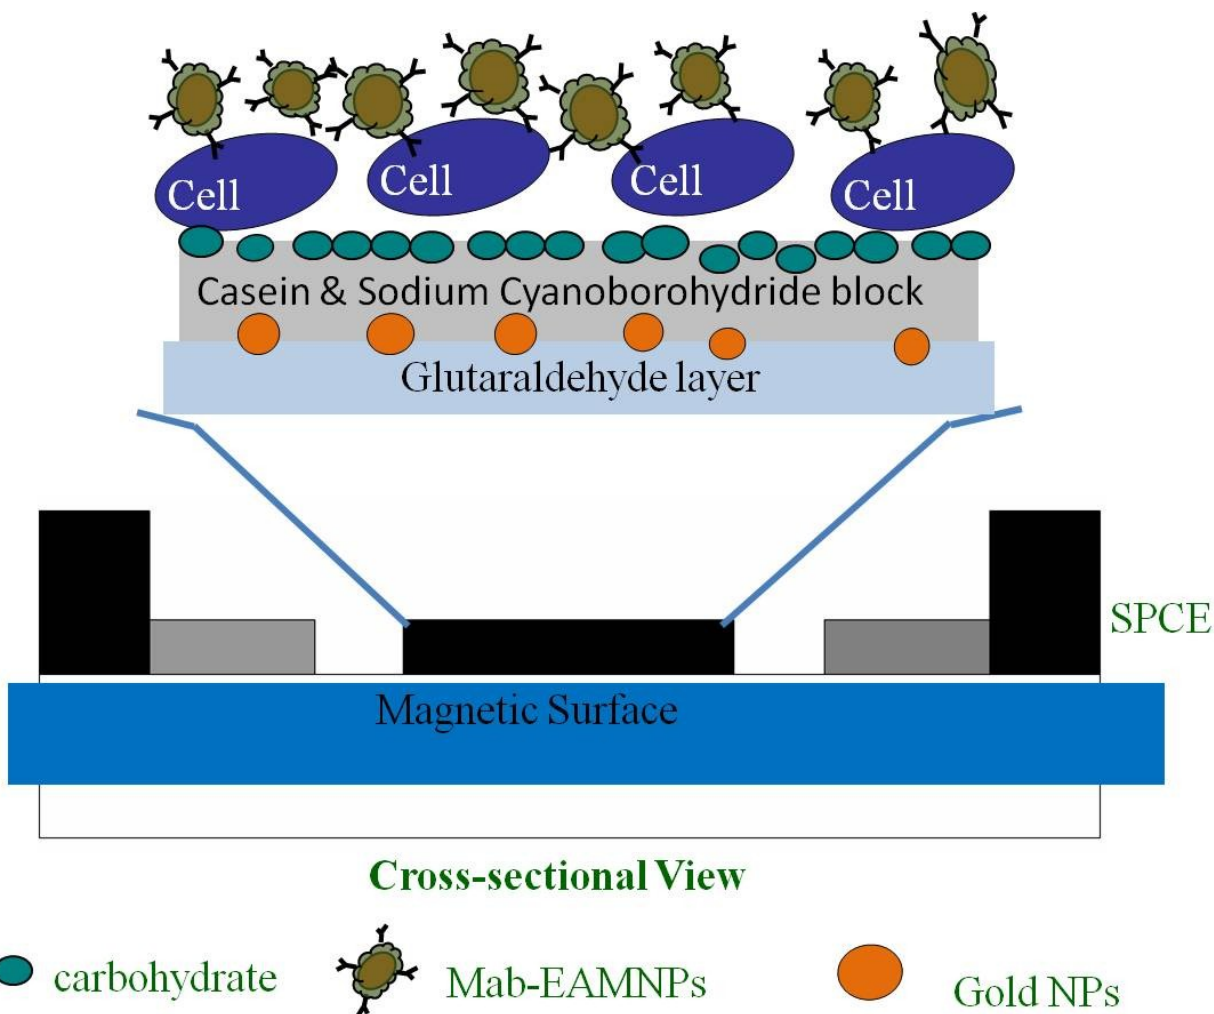 Cell
Cell
Cell
Cell
Casein & Sodium Cyanoborohydride block
Glutaraldehyde layer
SPCE
Magnetic Surface
Cross-sectional View
carbohydrate
Mab-EAMNPs
Gold NPs